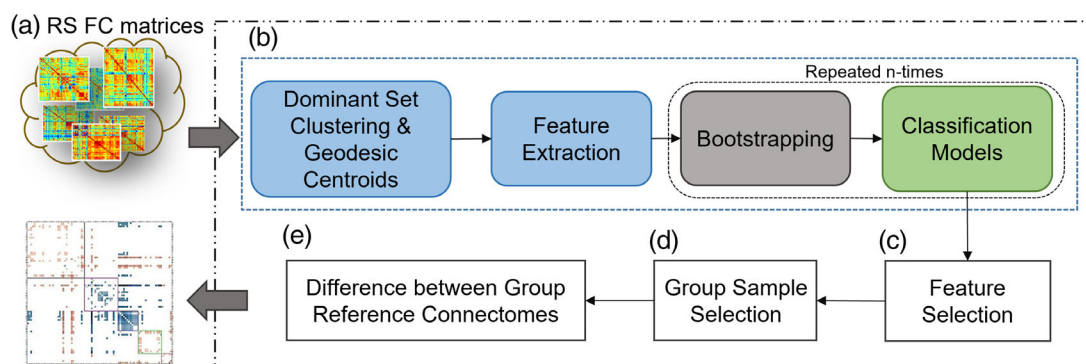 (a) RS FC matrices
(b)
Repeated n-times
Dominant Set
Clustering &
Geodesic
Centroids
Feature
Extraction
Bootstrapping
Classification
Models
(e)
(d)
(c)
Difference between Group
Reference Connectomes
Group Sample
Selection
Feature
Selection